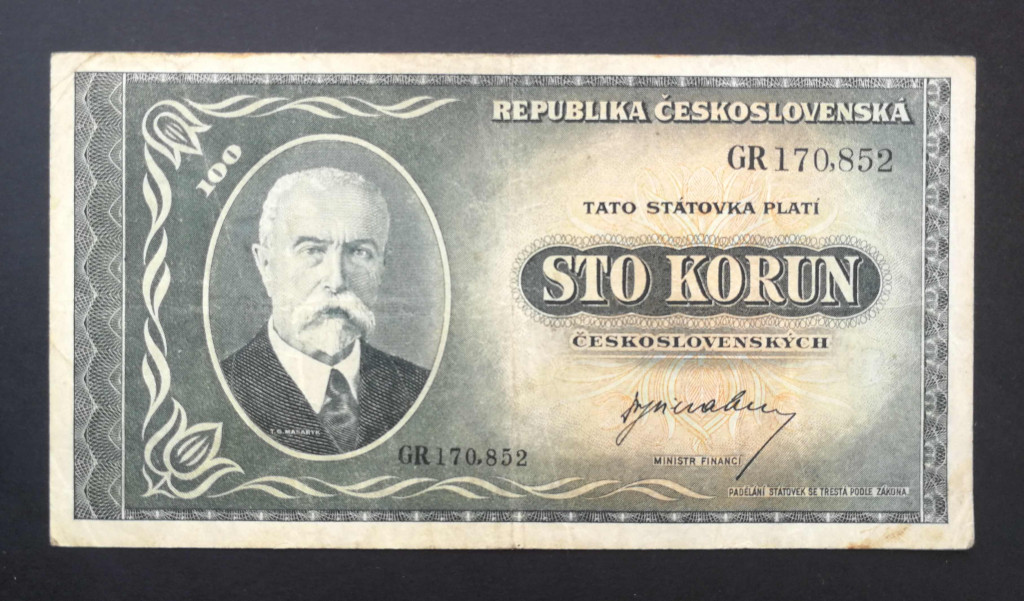 REPUBLIKA ČESKOSLOVENSKÁ
GR 170,852
100
TATO STÁTOVKA PLATÍ
STO KORUN
ČESKOSLOVENSKÝCH
T. G. MASARYK
GR 170,852
MINISTR FINANCÍ
PADĚLÁNÍ STÁTOVEK SE TRESTÁ PODLE ZÁKONA.